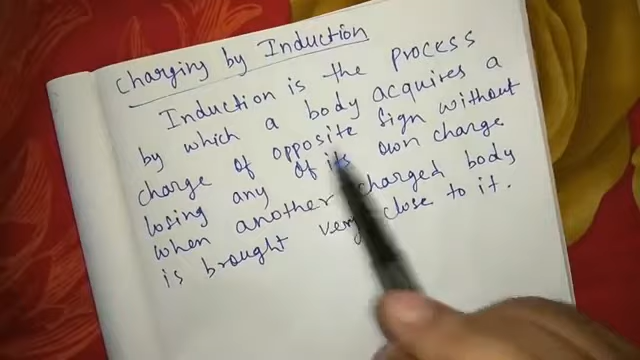 Charging by Induction
Induction is the process
by which a body acquires a
charge of opposite sign without
losing any of its own charge
when another charged body
is brought very close to it.